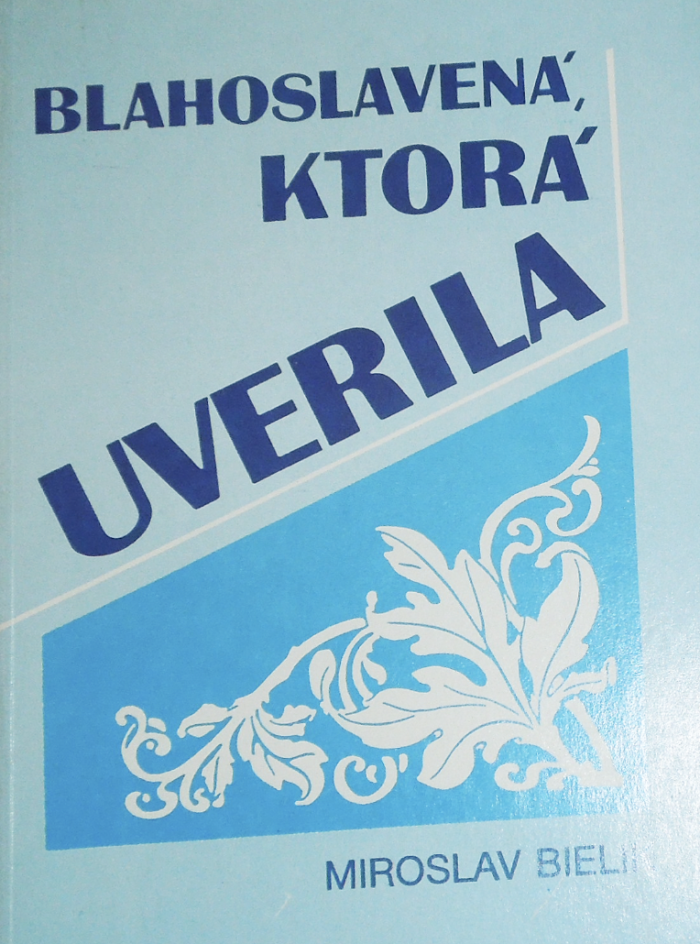 BLAHOSLAVENÁ,
KTORÁ
UVERILA
MIROSLAV